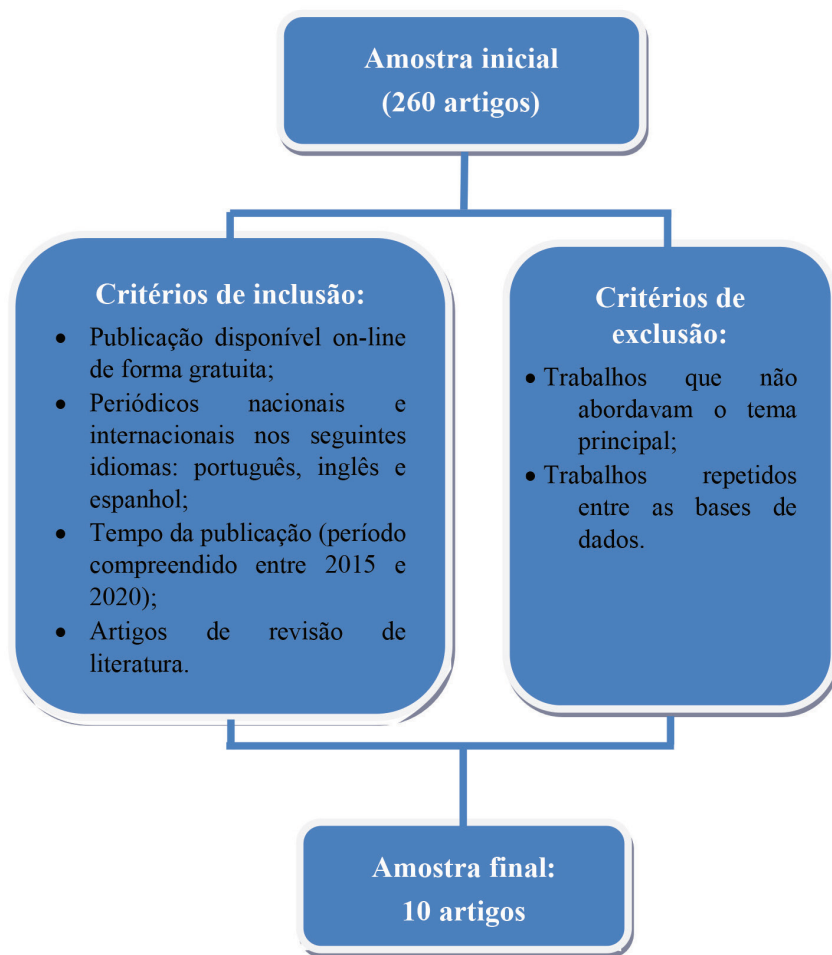 Amostra inicial
(260 artigos)
Critérios de inclusão:
• Publicação disponível on-line
de forma gratuita;
• Periódicos nacionais e
internacionais nos seguintes
idiomas: português, inglês e
espanhol;
• Tempo da publicação (período
compreendido entre 2015 e
2020);
• Artigos de revisão de
literatura.
Critérios de
exclusão:
• Trabalhos que não
abordavam o tema
principal;
• Trabalhos repetidos
entre as bases de
dados.
Amostra final:
10 artigos